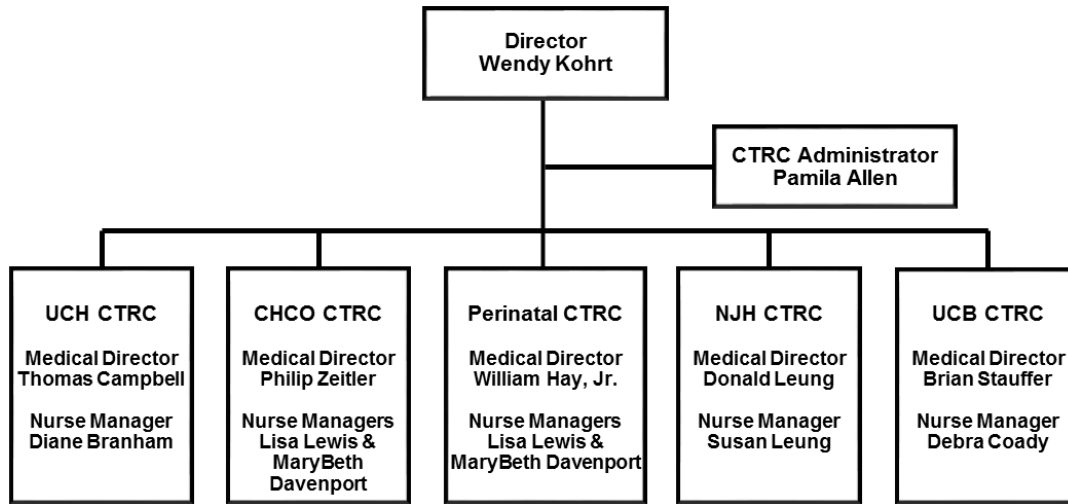 Director
Wendy Kohrt
CTRC Administrator
Pamila Allen
UCH CTRC
Medical Director
Thomas Campbell
Nurse Manager
Diane Branham
CHCO CTRC
Medical Director
Philip Zeitler
Nurse Managers
Lisa Lewis &
MaryBeth
Davenport
Perinatal CTRC
Medical Director
William Hay, Jr.
Nurse Managers
Lisa Lewis &
MaryBeth Davenport
NJH CTRC
Medical Director
Donald Leung
Nurse Manager
Susan Leung
UCB CTRC
Medical Director
Brian Stauffer
Nurse Manager
Debra Coady